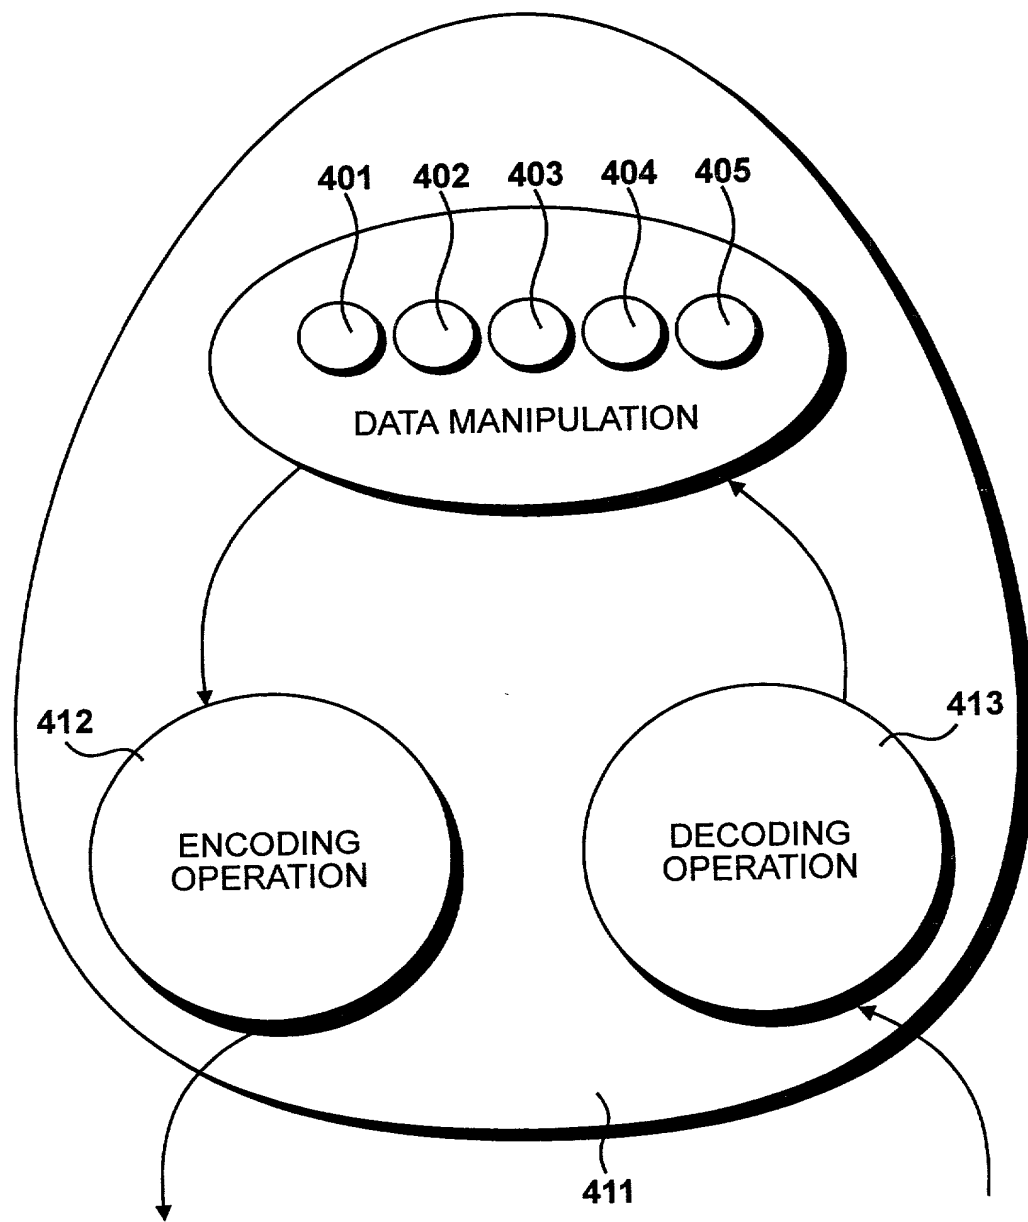 401 402 403 404 405
DATA MANIPULATION
412
413
ENCODING
OPERATION
DECODING
OPERATION
411